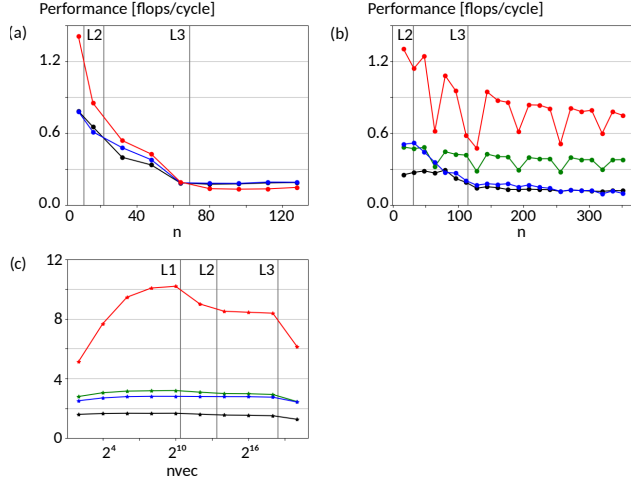 Performance [flops/cycle]
(a)
L2
L3
1.2
0.6
0.0
0 40 80 120
n
Performance [flops/cycle]
(b)
L2
L3
1.2
0.6
0.0
0 100 200 300
n
(c)
L1
L2
L3
12
8
4
0
2⁴ 2¹⁰ 2¹⁶
nvec